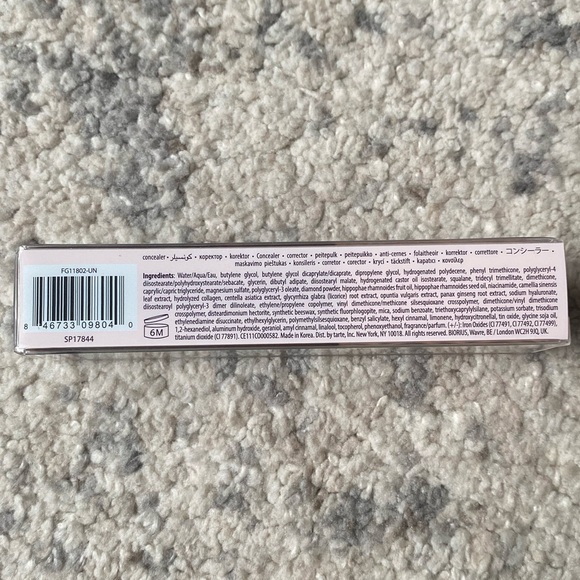 FG11802-UN
8 46733 09804 0
SP17844
6M
concealer • كونسيلر • коректор • korektor • Concealer • corrector • peitepulk • peitepuikko • anti-cernes • folaitheoir • korrektor • correttore • コンシーラー •
maskavimo pieštukas • konsīleris • corretor • corector • kryci • täckstift • карапсі • κονσίλερ
Ingredients: Water/Aqua/Eau, butylene glycol, butylene glycol dicaprylate/dicaprate, dipropylene glycol, hydrogenated polydecene, phenyl trimethicone, polyglyceryl-4
diisostearate/polyhydroxystearate/sebacate, glycerin, dibutyl adipate, diisostearyl malate, hydrogenated castor oil isostearate, squalane, tridecyl trimellitate, dimethicone,
caprylic/capric triglyceride, magnesium sulfate, polyglyceryl-3 oleate, diamond powder, hippophae rhamnoides fruit oil, hippophae rhamnoides seed oil, niacinamide, camellia sinensis
leaf extract, hydrolyzed collagen, centella asiatica extract, glycyrrhiza glabra (licorice) root extract, opuntia vulgaris extract, panax ginseng root extract, sodium hyaluronate,
diisostearoyl polyglyceryl-3 dimer dilinoleate, ethylene/propylene copolymer, vinyl dimethicone/methicone silsesquioxane crosspolymer, dimethicone/vinyl dimethicone
crosspolymer, disteardimonium hectorite, synthetic beeswax, synthetic fluorphlogopite, mica, sodium benzoate, triethoxycaprylylsilane, potassium sorbate, trisodium
ethylenediamine disuccinate, ethylhexylglycerin, polymethylsilsesquioxane, benzyl salicylate, hexyl cinnamal, limonene, hydroxycitronellal, tin oxide, glycine soja oil,
1,2-hexanediol, aluminum hydroxide, geraniol, amyl cinnamal, linalool, tocopherol, phenoxyethanol, fragrance/parfum. (+/-): Iron Oxides (CI 77491, CI 77492, CI 77499),
titanium dioxide (CI 77891). CE111CD000582. Made in Korea. Dist. by tarte, Inc. New York, NY 10018. All rights reserved. BIORIUS, Wavre, BE / London WC2H 9JQ, UK.